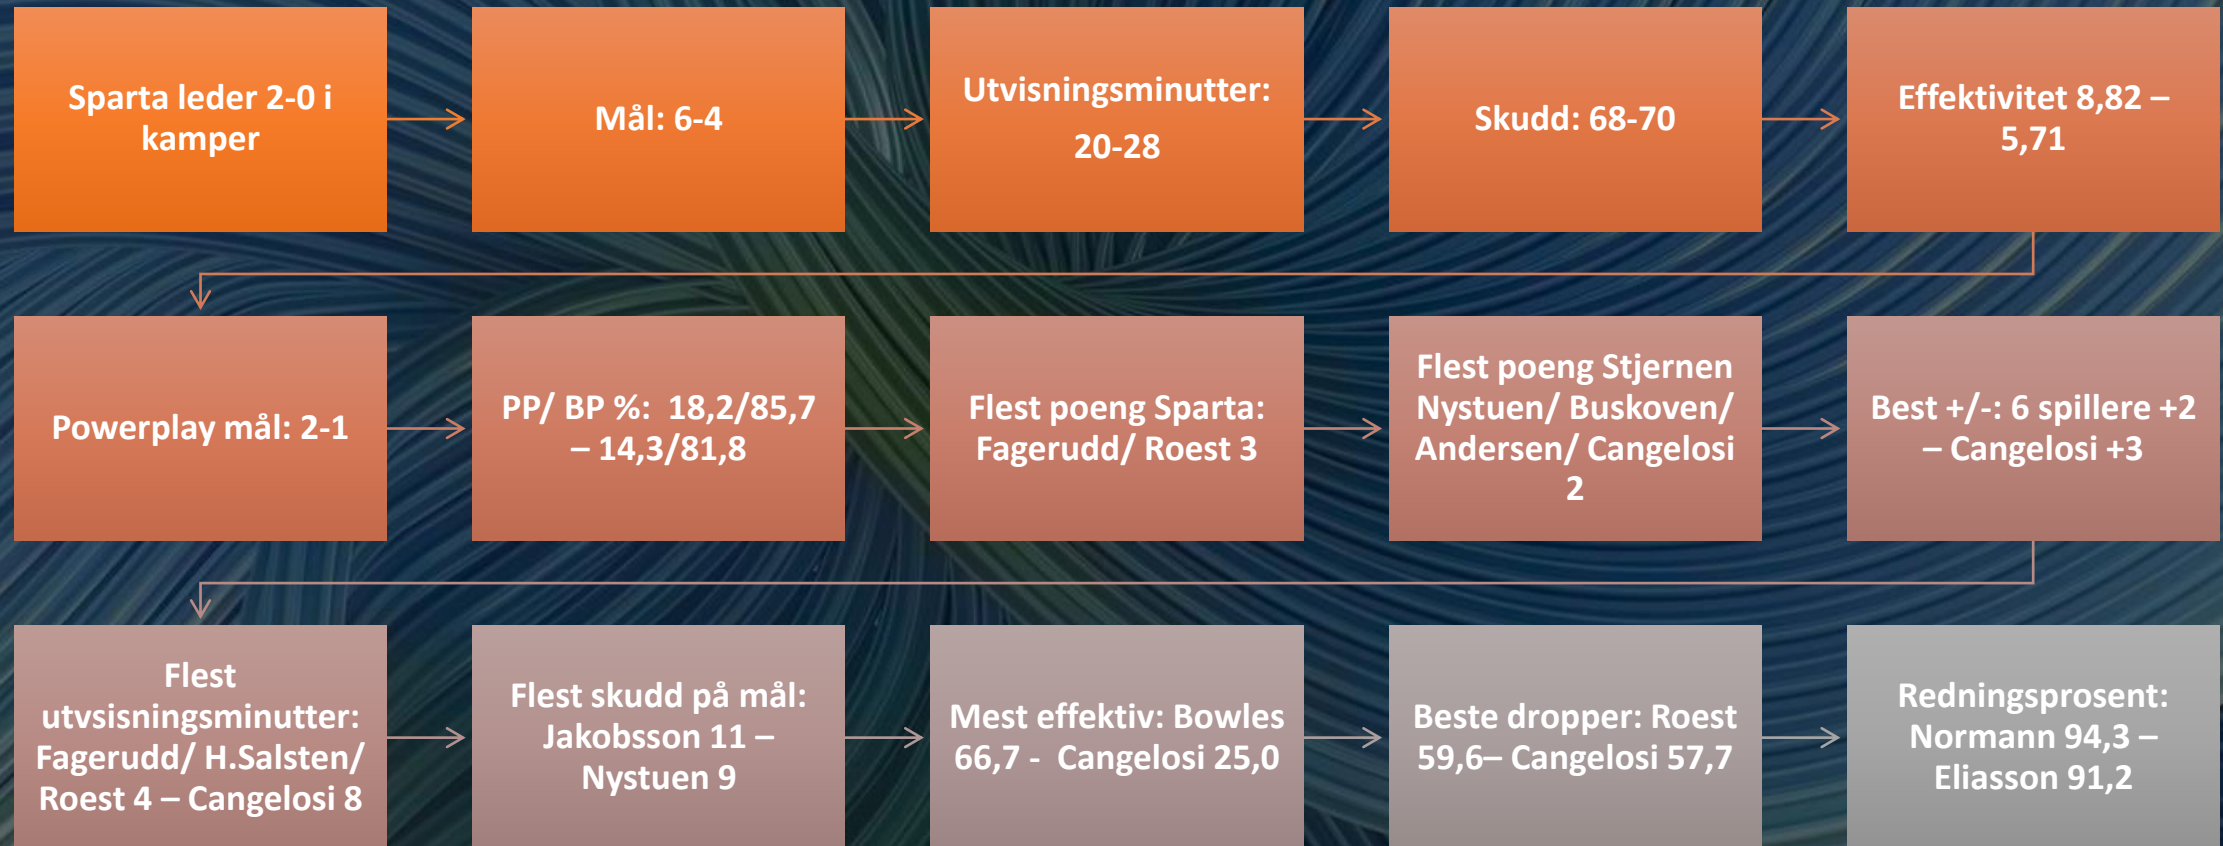 Sparta leder 2-0 i
kamper
Mål: 6-4
Utvisningsminutter:
20-28
Skudd: 68-70
Effektivitet 8,82 –
5,71
Powerplay mål: 2-1
PP/ BP %:  18,2/85,7
– 14,3/81,8
Flest poeng Sparta:
Fagerudd/ Roest 3
Flest poeng Stjernen
Nystuen/ Buskoven/
Andersen/ Cangelosi
2
Best +/-: 6 spillere +2
– Cangelosi +3
Flest
utvsisningsminutter:
Fagerudd/ H.Salsten/
Roest 4 – Cangelosi 8
Flest skudd på mål:
Jakobsson 11 –
Nystuen 9
Mest effektiv: Bowles
66,7 -  Cangelosi 25,0
Beste dropper: Roest
59,6– Cangelosi 57,7
Redningsprosent:
Normann 94,3 –
Eliasson 91,2